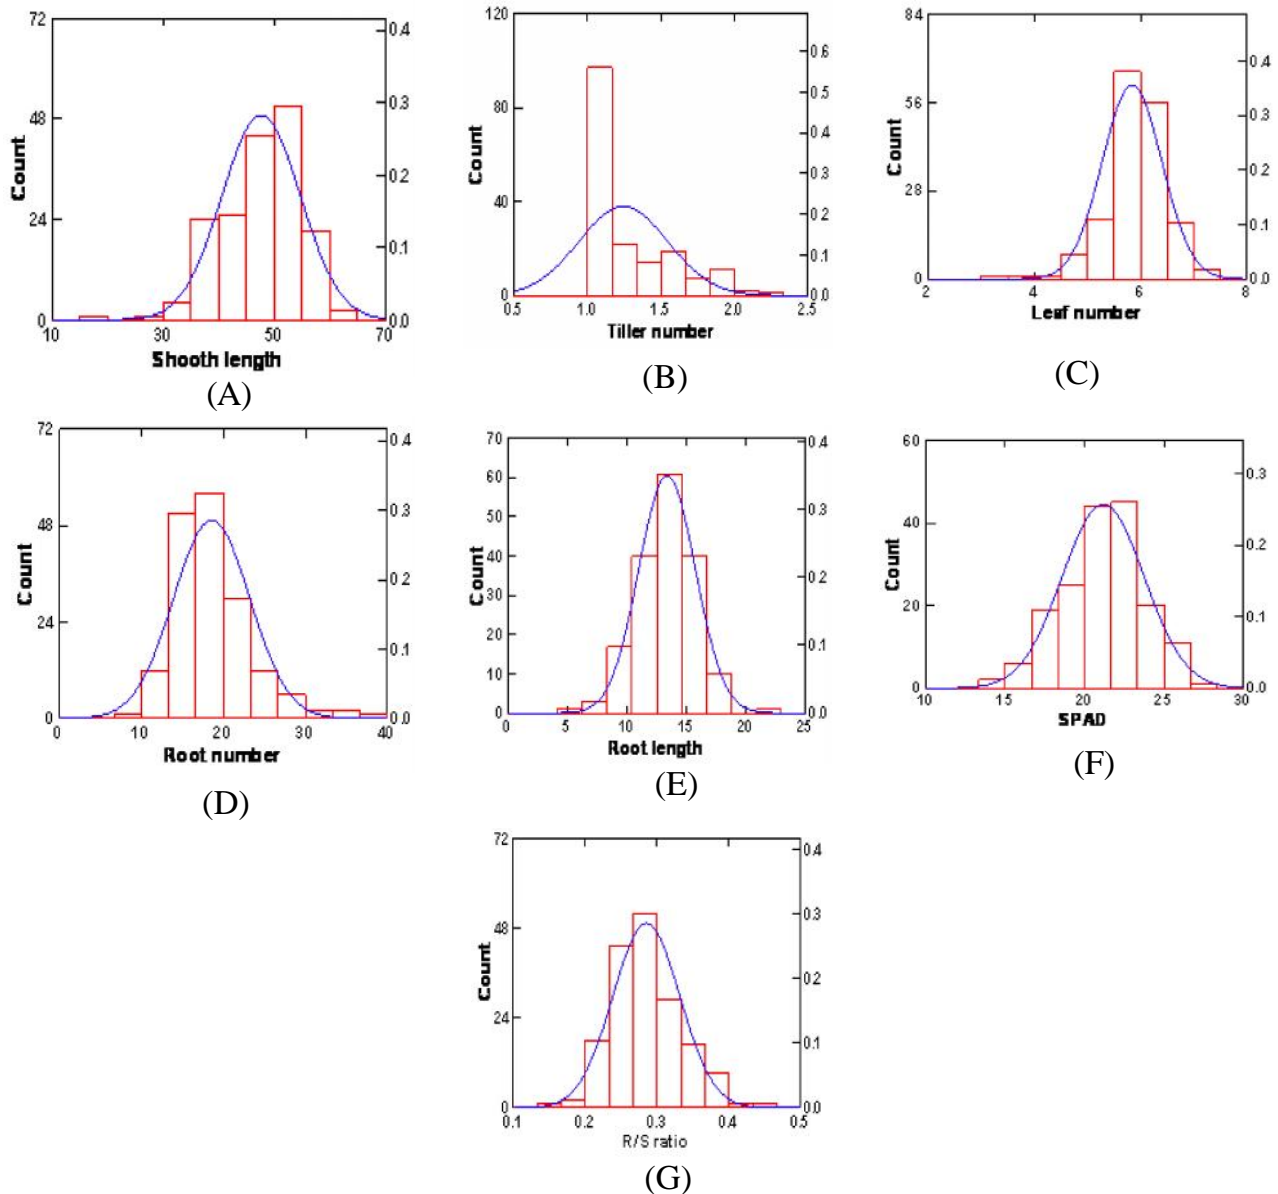 72
48
24
0
Count
0.4
0.3
0.2
0.1
0.0
10 30 50 70
Shooth length
(A)
120
80
40
0
Count
0.6
0.5
0.4
0.3
0.2
0.1
0.0
0.5 1.0 1.5 2.0 2.5
Tiller number
(B)
84
56
28
0
Count
0.4
0.3
0.2
0.1
0.0
2 4 6 8
Leaf number
(C)
72
48
24
0
Count
0.4
0.3
0.2
0.1
0.0
0 10 20 30 40
Root number
(D)
70
60
50
40
30
20
10
0
Count
0.4
0.3
0.2
0.1
0.0
0 5 10 15 20 25
Root length
(E)
60
40
20
0
Count
0.3
0.2
0.1
0.0
10 15 20 25 30
SPAD
(F)
72
48
24
0
Count
0.4
0.3
0.2
0.1
0.0
0.1 0.2 0.3 0.4 0.5
R/S ratio
(G)